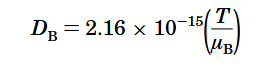 D_B = 2.16 × 10^{-15}(T/μ_B)